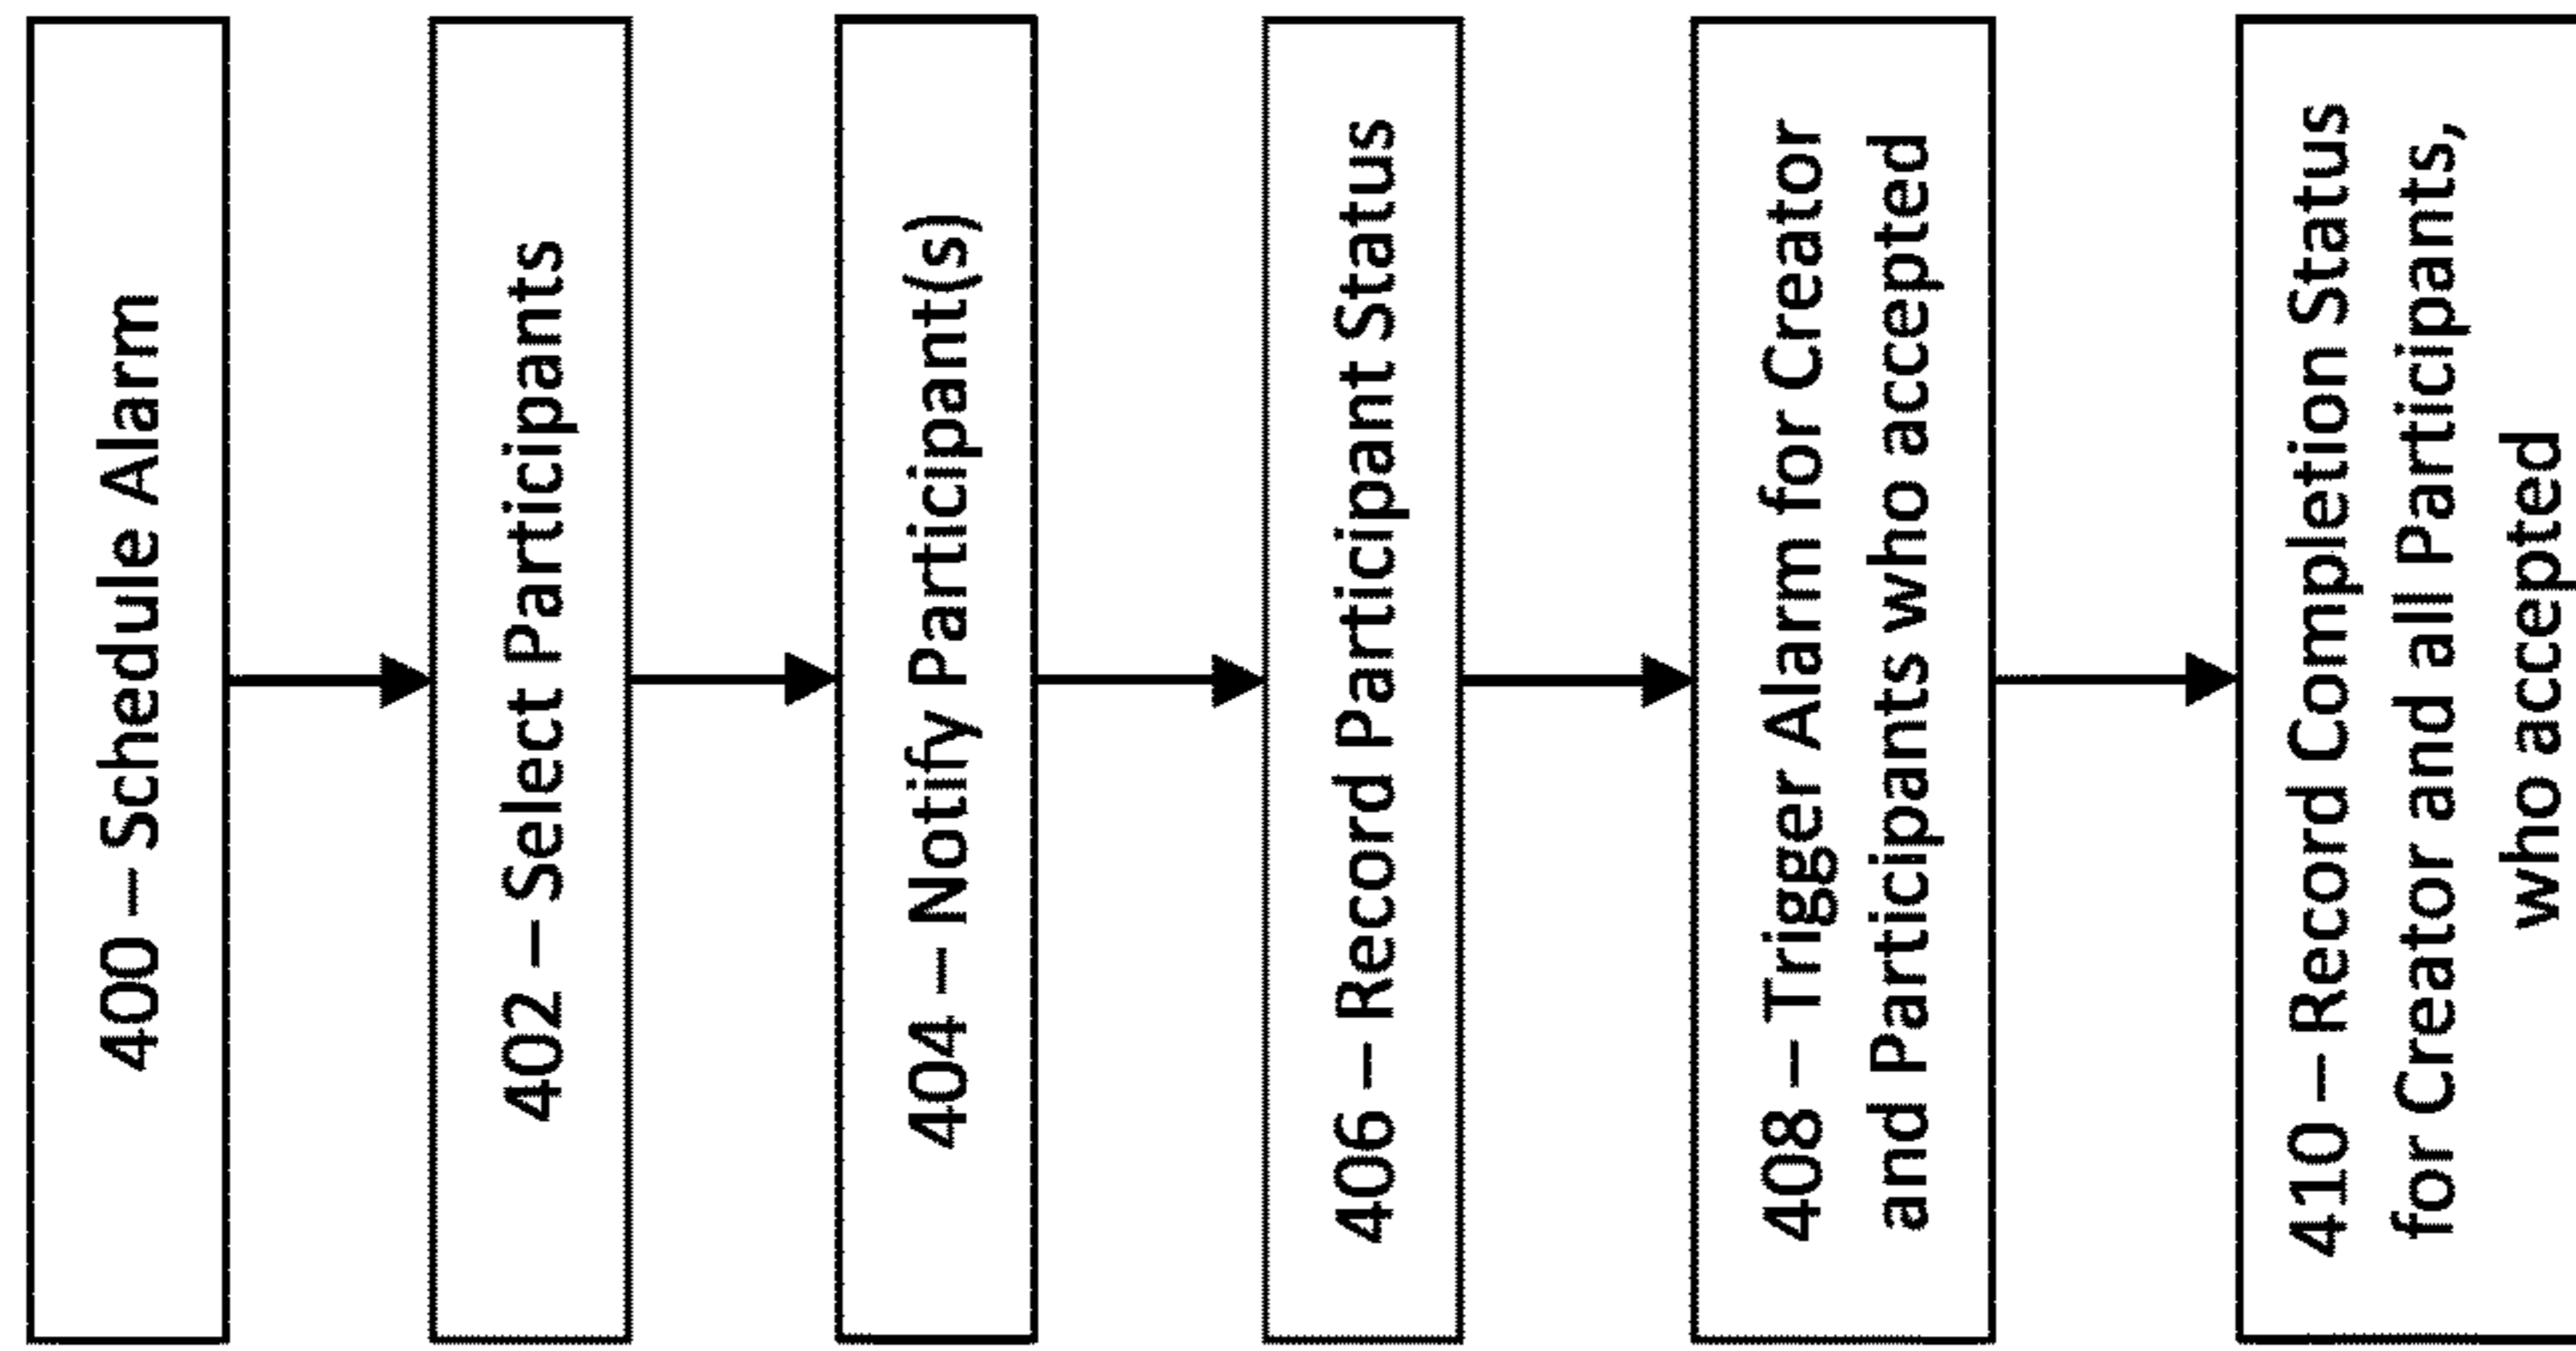 400 – Schedule Alarm
402 – Select Participants
404 – Notify Participant(s)
406 – Record Participant Status
408 – Trigger Alarm for Creator
and Participants who accepted
410 – Record Completion Status
for Creator and all Participants,
who accepted